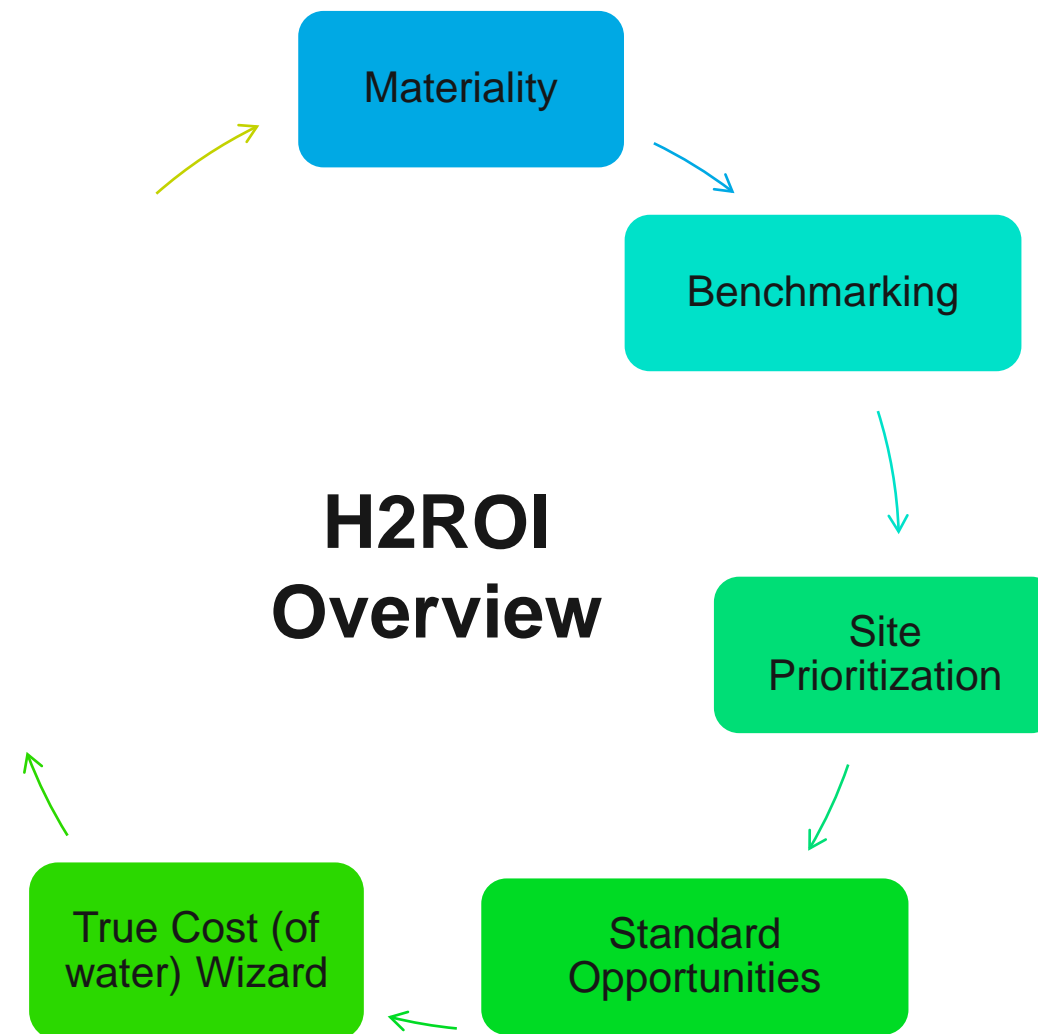 Materiality
Benchmarking
H2ROI
Overview
Site
Prioritization
Standard
Opportunities
True Cost (of
water) Wizard